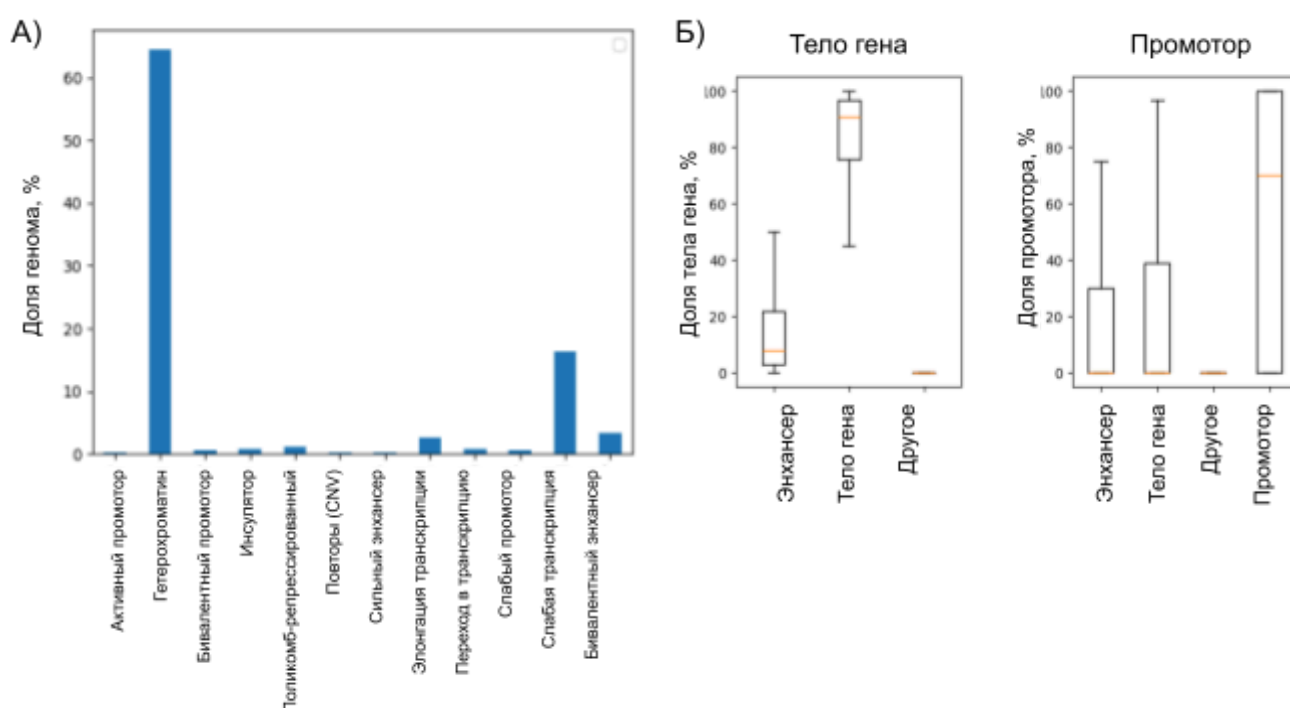 А)
Доля генома, %
60
50
40
30
20
10
0
Активный промотор
Гетерохроматин
Бивалентный промотор
Инсулятор
Поликомб-репрессированный
Повторы (CNV)
Сильный энхансер
Элонгация транскрипции
Переход в транскрипцию
Слабый промотор
Слабая транскрипция
Бивалентный энхансер
Б)
Тело гена
Доля тела гена, %
100
80
60
40
20
0
Энхансер
Тело гена
Другое
Промотор
Доля промотора, %
100
80
60
40
20
0
Энхансер
Тело гена
Другое
Промотор